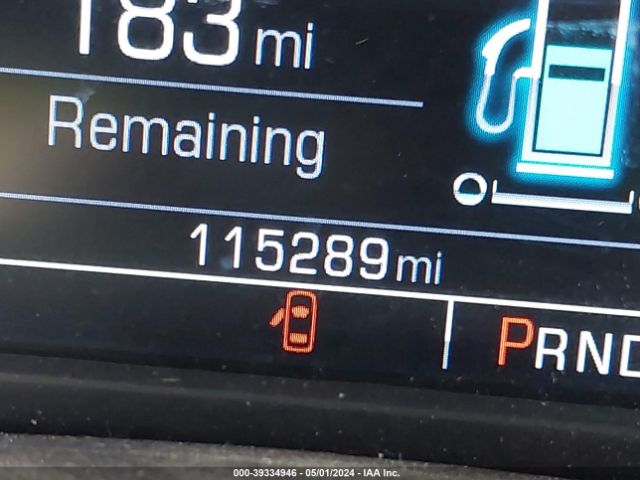 183 mi
Remaining
115289 mi
PRND
000-39334946 - 05/01/2024 - IAA Inc.